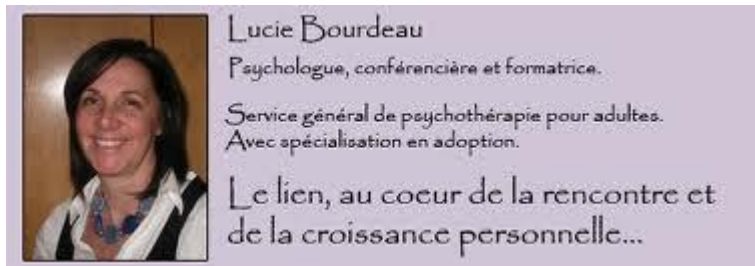 Lucie Bourdeau
Psychologue, conférencière et formatrice.
Service général de psychothérapie pour adultes.
Avec spécialisation en adoption.
Le lien, au coeur de la rencontre et
de la croissance personnelle...